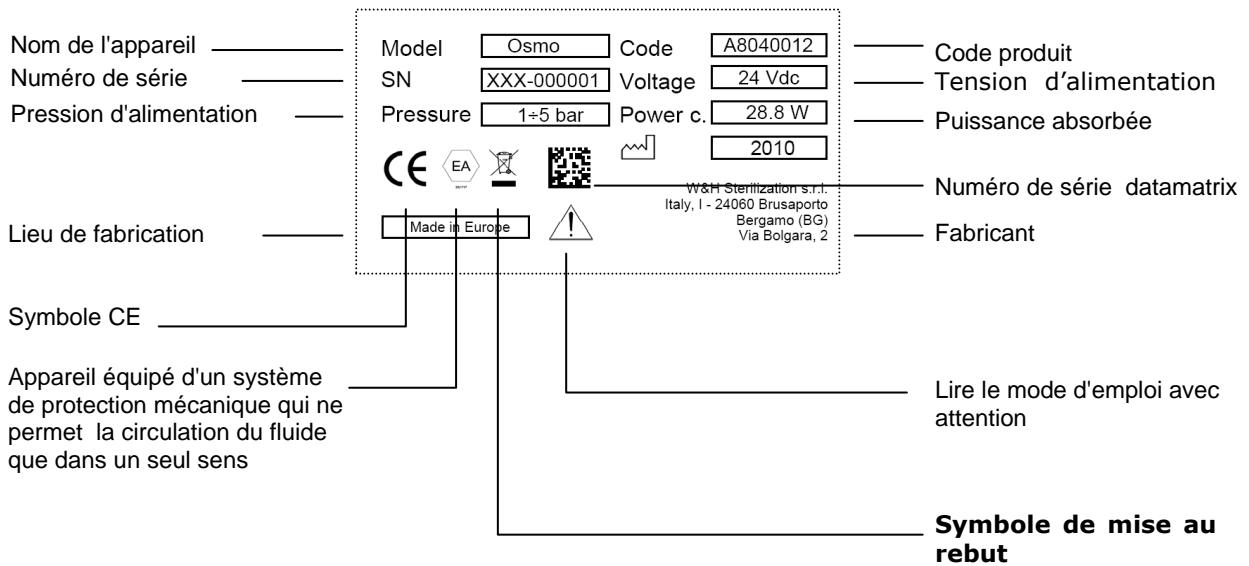 Nom de l'appareil
Numéro de série
Pression d'alimentation
Lieu de fabrication
Symbole CE
Appareil équipé d'un système
de protection mécanique qui ne
permet la circulation du fluide
que dans un seul sens
Model Osmo Code A8040012
SN XXX-000001 Voltage 24 Vdc
Pressure 1÷5 bar Power c. 28.8 W
2010
CE EA
W&H Sterilization s.r.l.
Italy, I - 24060 Brusaporto
Bergamo (BG)
Via Bolgara, 2
Made in Europe
Code produit
Tension d’alimentation
Puissance absorbée
Numéro de série datamatrix
Fabricant
Lire le mode d'emploi avec
attention
Symbole de mise au
rebut